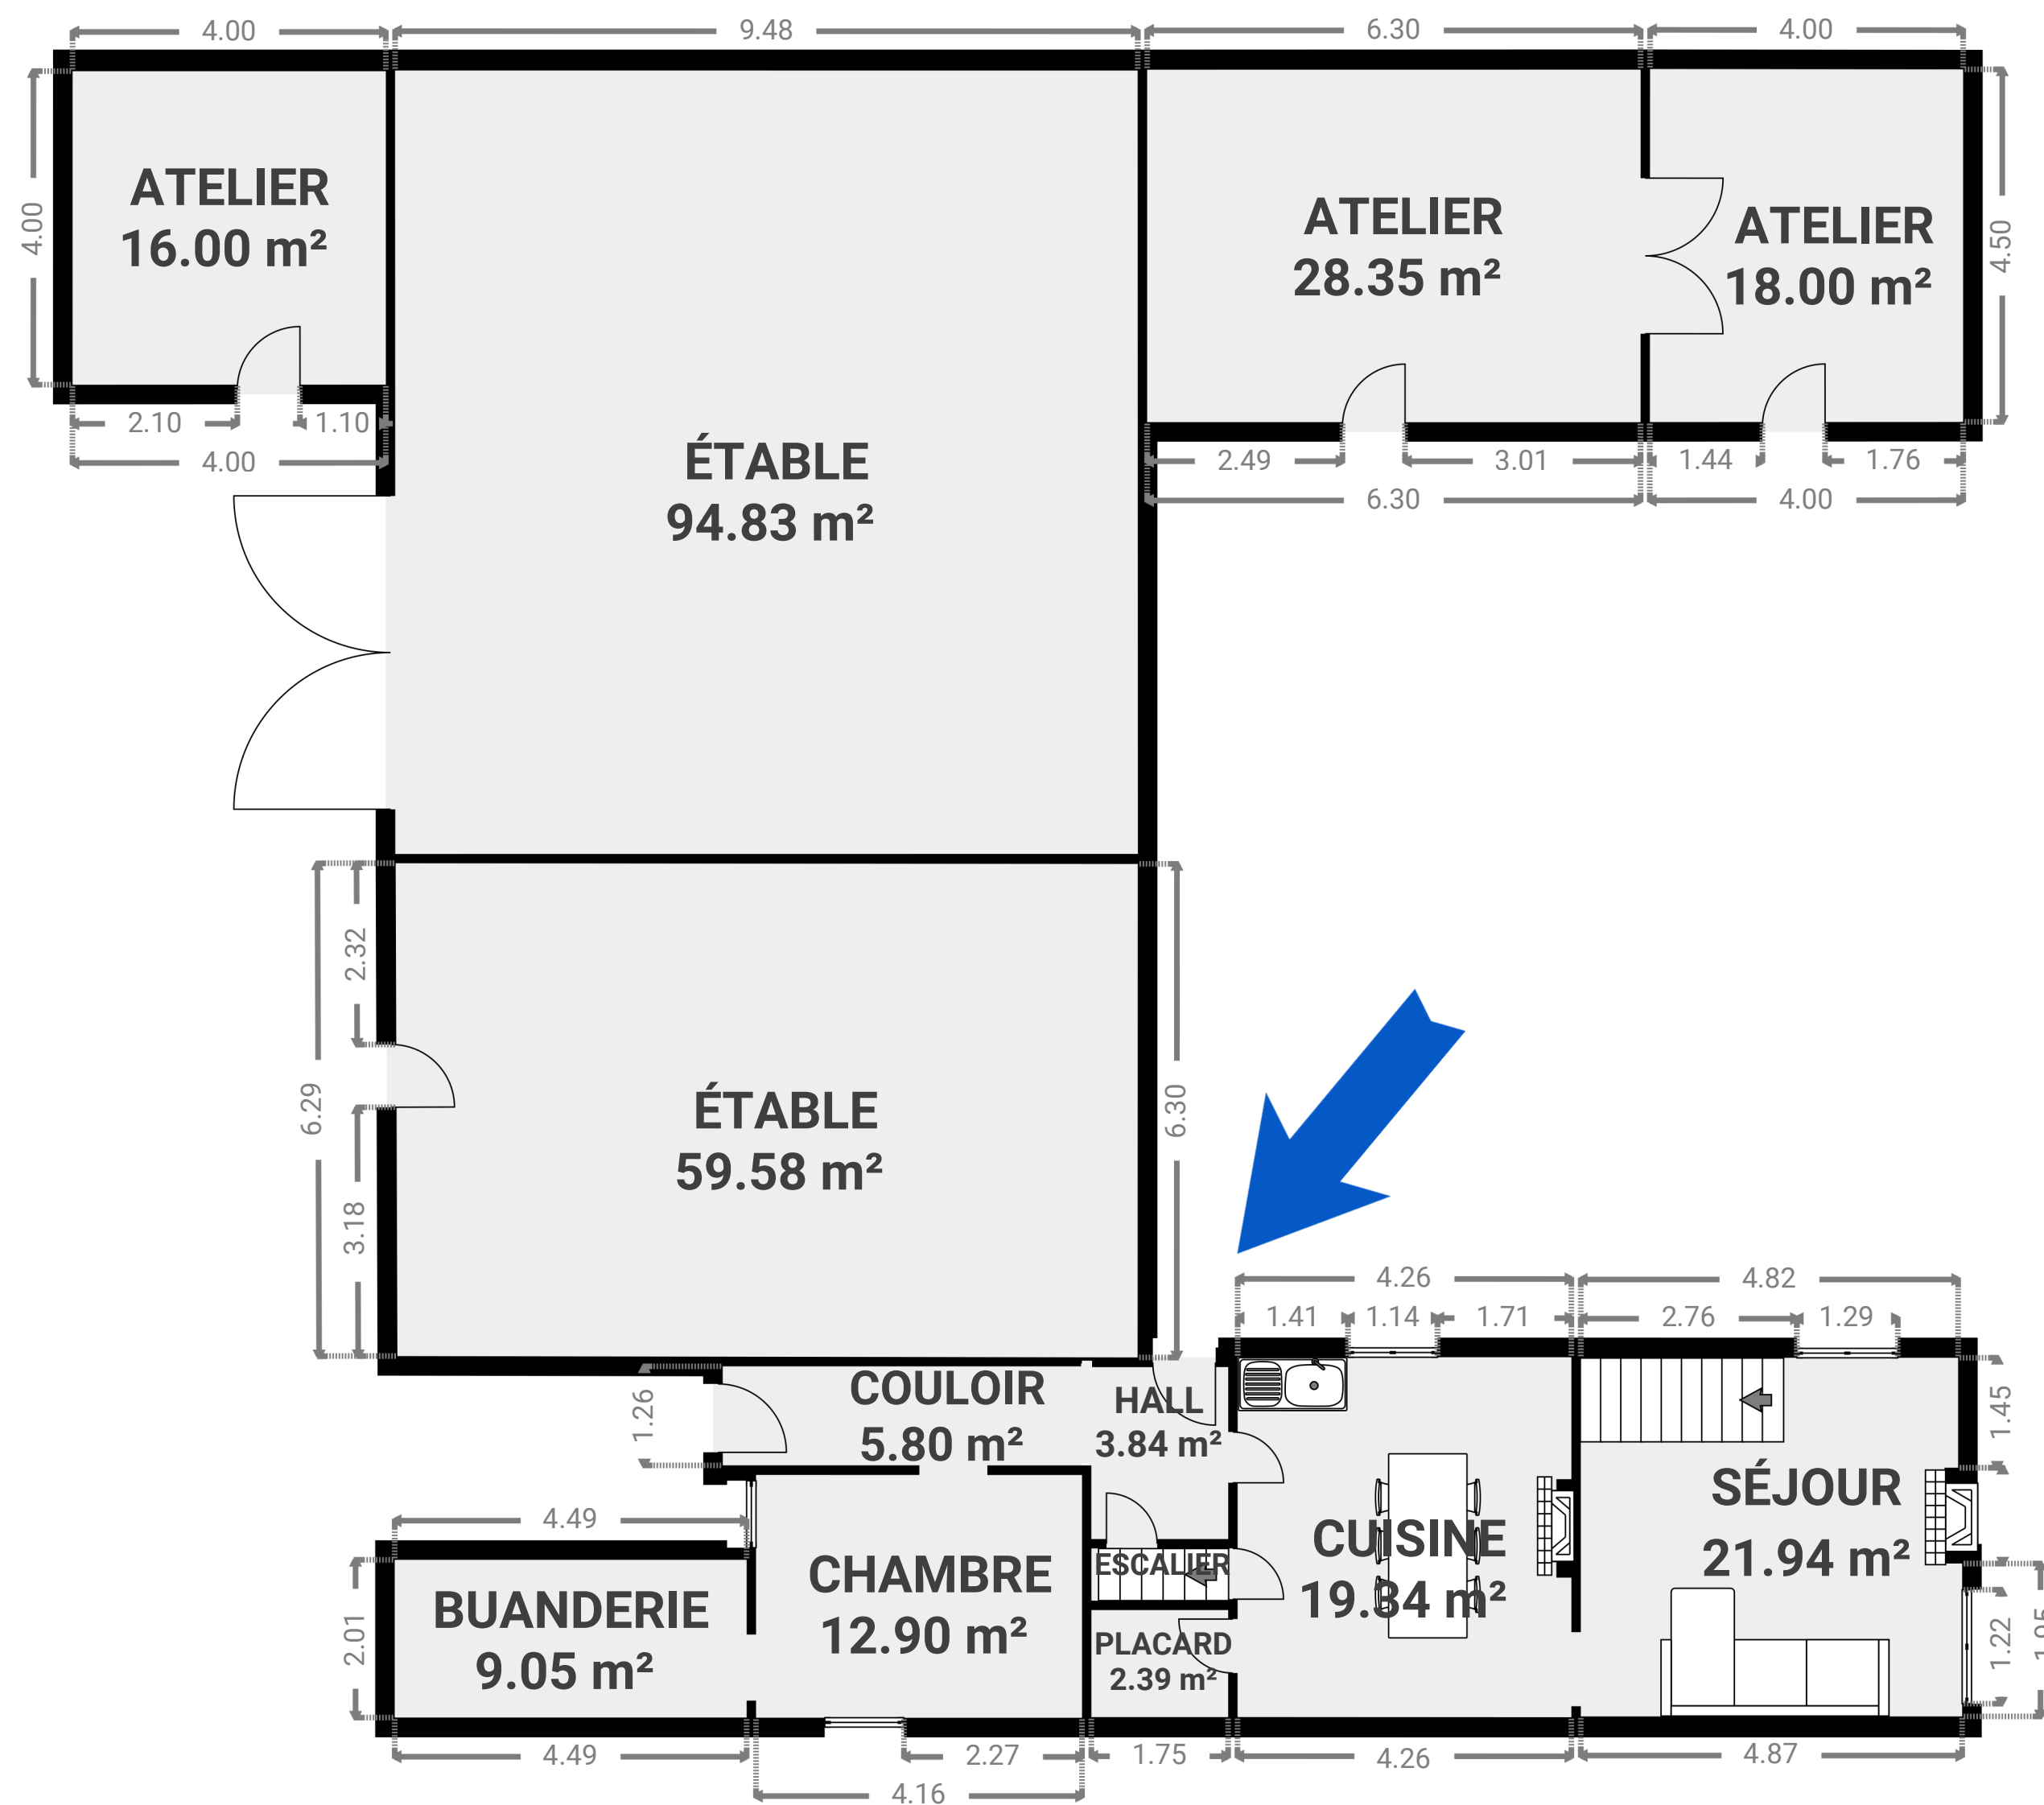 4.00
9.48
6.30
4.00
4.00
ATELIER
16.00 m²
ATELIER
28.35 m²
ATELIER
18.00 m²
4.50
2.10
1.10
4.00
ÉTABLE
94.83 m²
2.49
3.01
1.44
1.76
6.30
4.00
2.32
6.29
3.18
ÉTABLE
59.58 m²
6.30
4.26
4.82
1.41
1.14
1.71
2.76
1.29
1.26
COULOIR
5.80 m²
HALL
3.84 m²
1.45
4.49
SÉJOUR
21.94 m²
CUISINE
19.34 m²
ESCALIER
CHAMBRE
12.90 m²
BUANDERIE
9.05 m²
2.01
PLACARD
2.39 m²
1.22
4.49
2.27
1.75
4.26
4.87
4.16